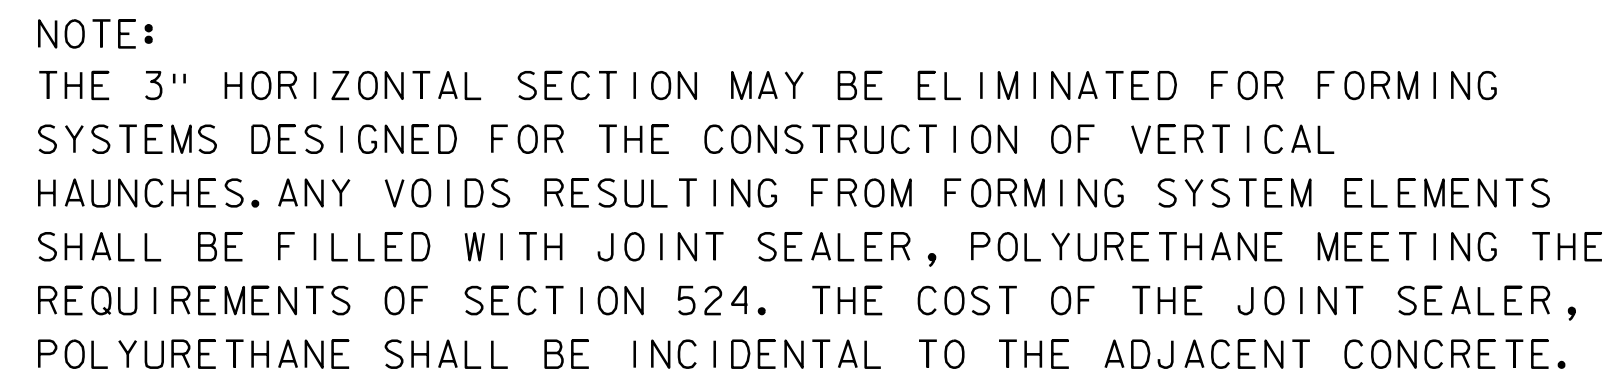 NOTE:
THE 3" HORIZONTAL SECTION MAY BE ELIMINATED FOR FORMING
SYSTEMS DESIGNED FOR THE CONSTRUCTION OF VERTICAL
HAUNCHES. ANY VOIDS RESULTING FROM FORMING SYSTEM ELEMENTS
SHALL BE FILLED WITH JOINT SEALER, POLYURETHANE MEETING THE
REQUIREMENTS OF SECTION 524. THE COST OF THE JOINT SEALER,
POLYURETHANE SHALL BE INCIDENTAL TO THE ADJACENT CONCRETE.